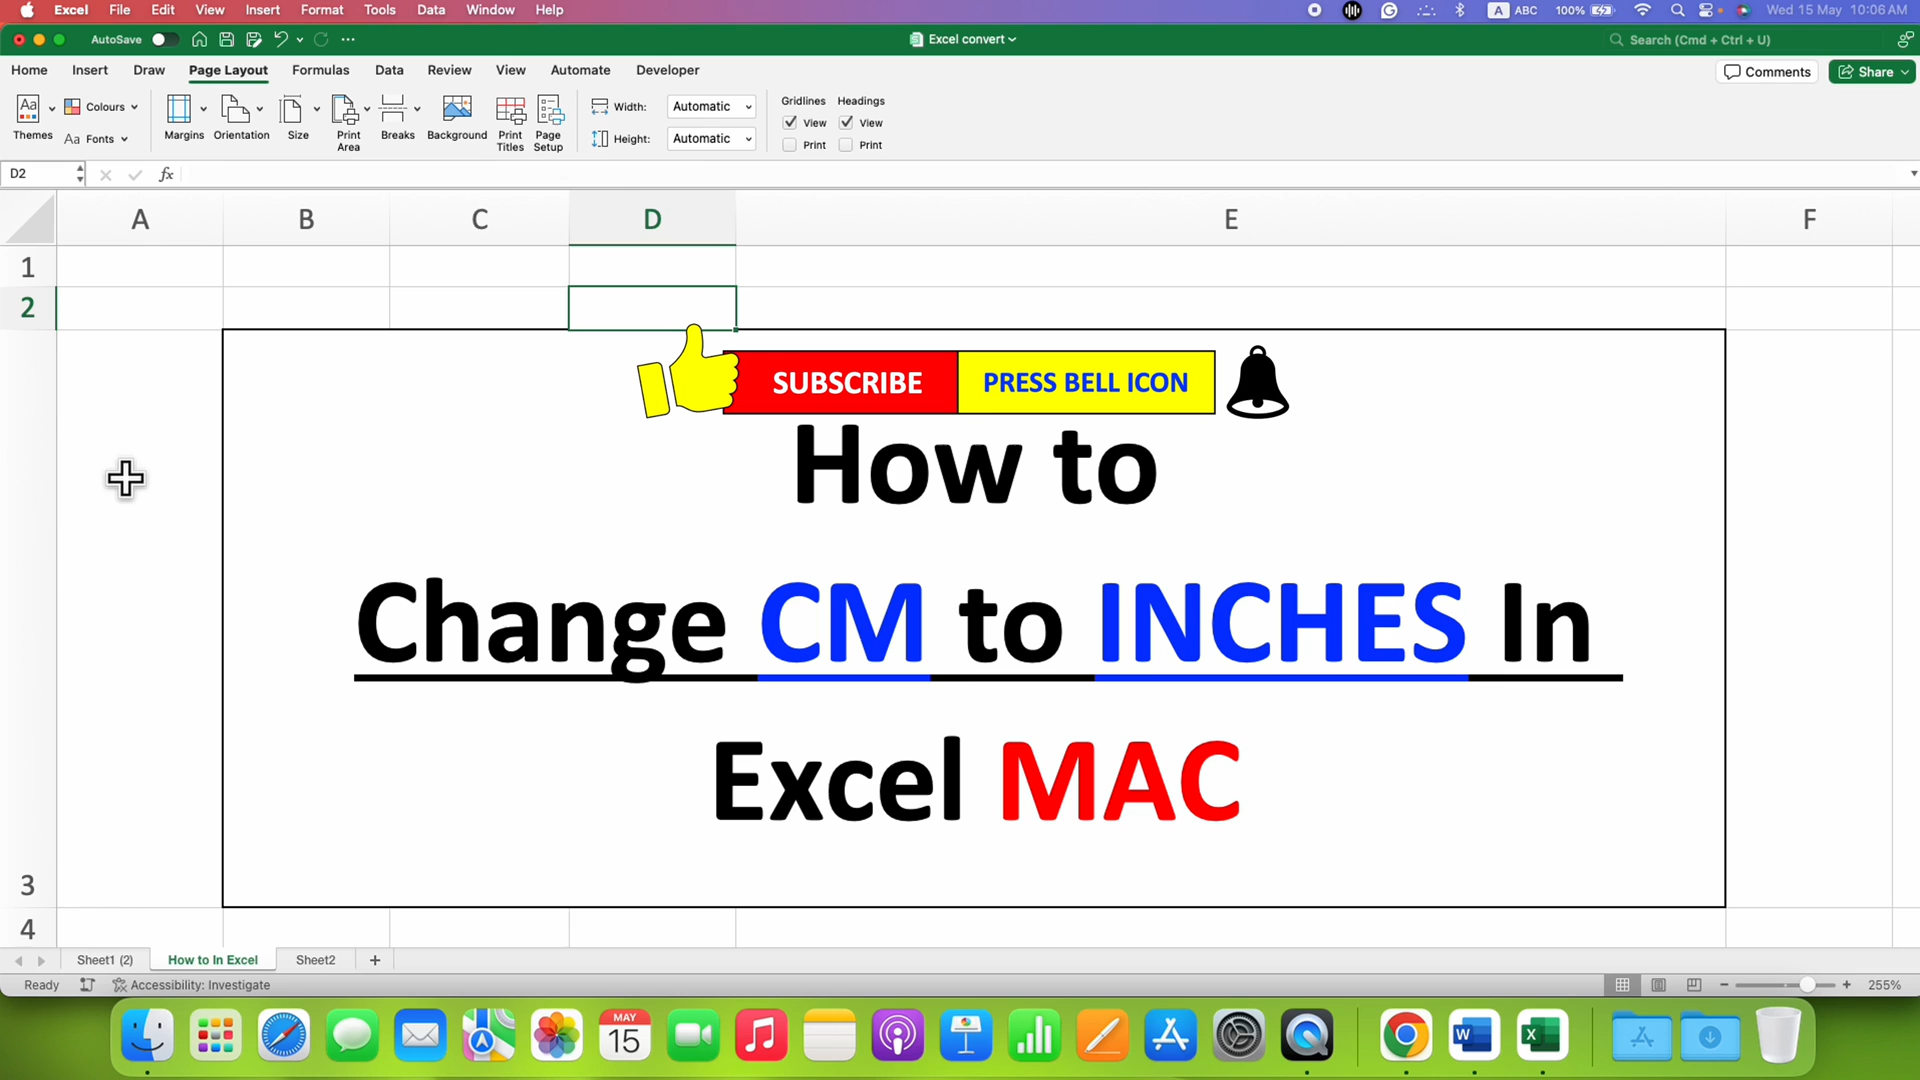 Excel File Edit View Insert Format Tools Data Window Help A ABC 100% Wed 15 May 10:06 AM
AutoSave Excel convert Search (Cmd + Ctrl + U)
Home Insert Draw Page Layout Formulas Data Review View Automate Developer Comments Share
Aa Colours Width: Automatic Gridlines Headings
View View
Themes Aa Fonts Margins Orientation Size Print Area Breaks Background Print Titles Page Setup Height: Automatic
Print Print
D2 fx
A B C D E F
1
2
SUBSCRIBE PRESS BELL ICON
How to
Change CM to INCHES In
Excel MAC
3
4
Sheet1 (2) How to In Excel Sheet2 +
Ready Accessibility: Investigate 255%
MAY
15